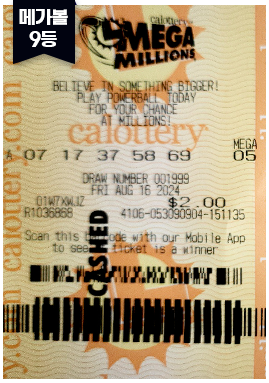 메가볼
9등
calottery
MEGA
MILLIONS
BELIEVE IN SOMETHING BIGGER!
PLAY POWERBALL TODAY
FOR YOUR CHANCE
AT MILLIONS!
calottery
MEGA
A 07 17 37 58 69 05
DRAW NUMBER 001999
FRI AUG 16 2024
$2.00
R1036868 4106-053090904-151135
Scan this barcode with our Mobile App
to see ticket is a winner
CASHED